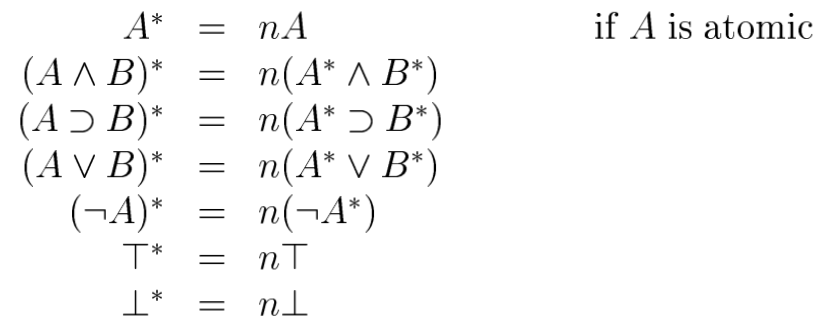 A* = nA if A is atomic
(A ∧ B)* = n(A* ∧ B*)
(A ⊃ B)* = n(A* ⊃ B*)
(A ∨ B)* = n(A* ∨ B*)
(¬A)* = n(¬A*)
⊤* = n⊤
⊥* = n⊥